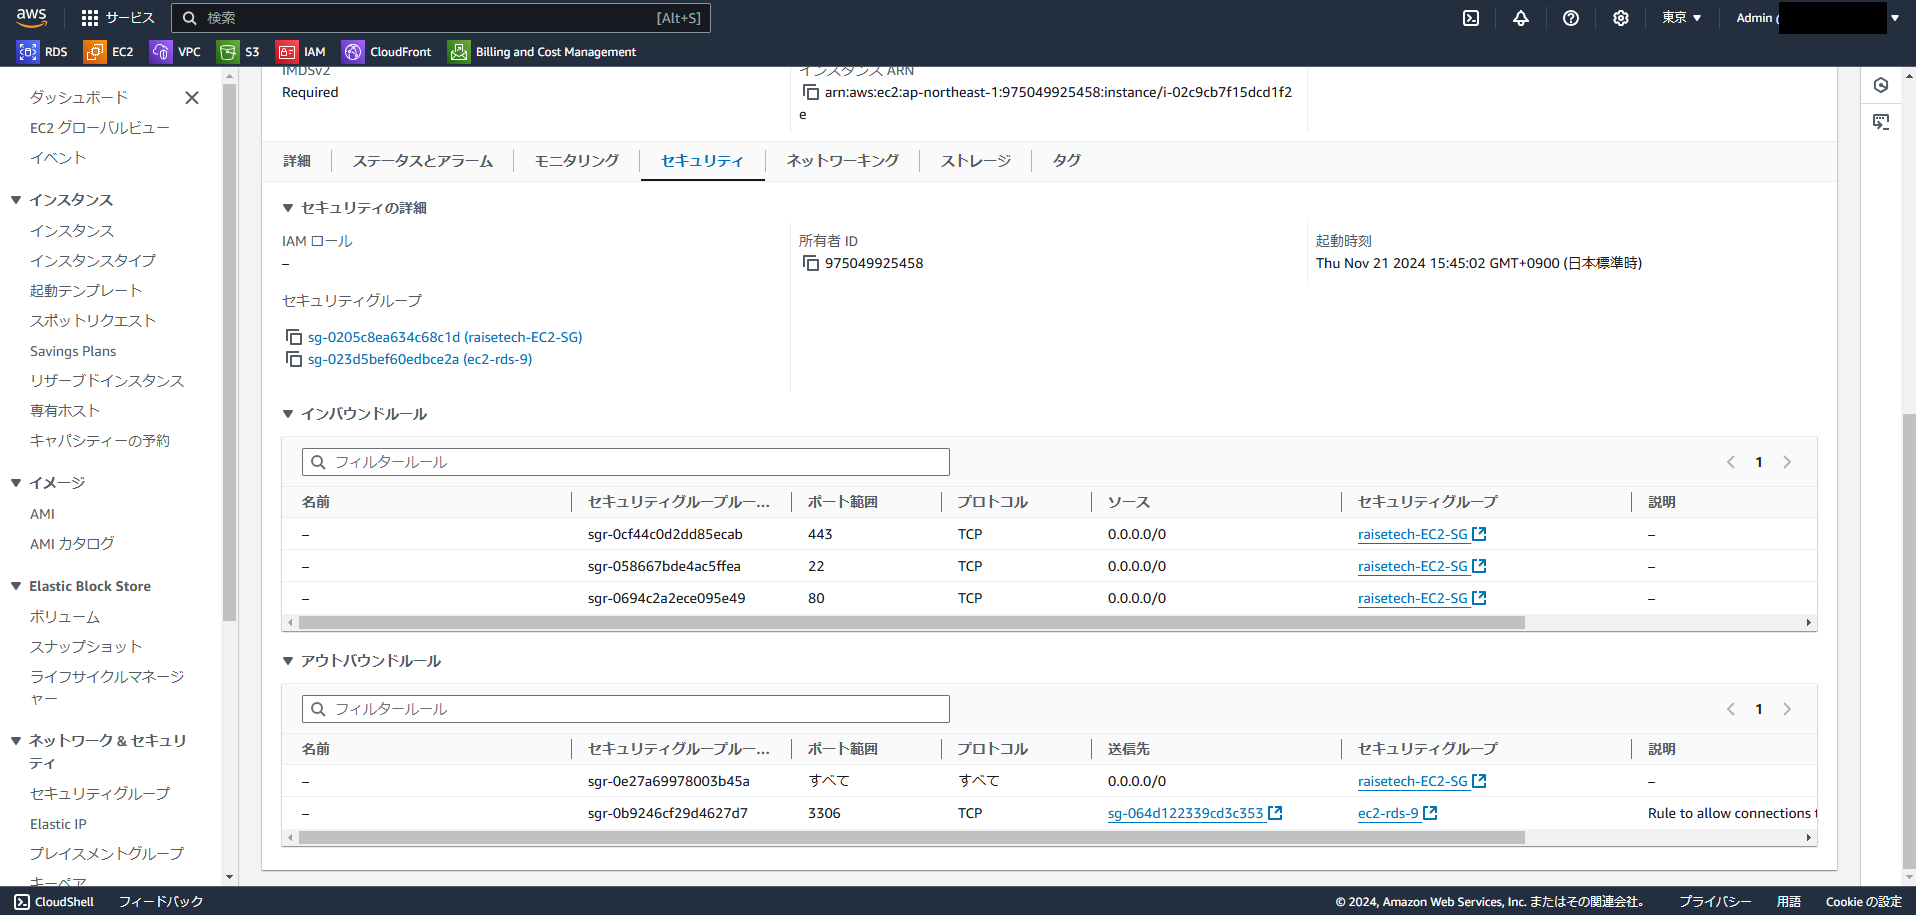 aws
サービス
検索
[Alt+S]
東京 ▼
Admin
RDS
EC2
VPC
S3
IAM
CloudFront
Billing and Cost Management
ダッシュボード
EC2 グローバルビュー
イベント
インスタンス
インスタンス
インスタンスタイプ
起動テンプレート
スポットリクエスト
Savings Plans
リザーブドインスタンス
専有ホスト
キャパシティーの予約
イメージ
AMI
AMI カタログ
Elastic Block Store
ボリューム
スナップショット
ライフサイクルマネージ
ャー
ネットワーク & セキュリ
ティ
セキュリティグループ
Elastic IP
プレイスメントグループ
キーペア
IMDSv2
Required
インスタンス ARN
arn:aws:ec2:ap-northeast-1:975049925458:instance/i-02c9cb7f15dcd1f2
e
詳細
ステータスとアラーム
モニタリング
セキュリティ
ネットワーキング
ストレージ
タグ
セキュリティの詳細
IAM ロール
–
所有者 ID
975049925458
起動時刻
Thu Nov 21 2024 15:45:02 GMT+0900 (日本標準時)
セキュリティグループ
sg-0205c8ea634c68c1d (raisetech-EC2-SG)
sg-023d5bef60edbce2a (ec2-rds-9)
インバウンドルール
フィルタールール
1
名前 セキュリティグループルー... ポート範囲 プロトコル ソース セキュリティグループ 説明
– sgr-0cf44c0d2dd85ecab 443 TCP 0.0.0.0/0 raisetech-EC2-SG –
– sgr-058667bde4ac5ffea 22 TCP 0.0.0.0/0 raisetech-EC2-SG –
– sgr-0694c2a2ece095e49 80 TCP 0.0.0.0/0 raisetech-EC2-SG –
アウトバウンドルール
フィルタールール
1
名前 セキュリティグループルー... ポート範囲 プロトコル 送信先 セキュリティグループ 説明
– sgr-0e27a69978003b45a すべて すべて 0.0.0.0/0 raisetech-EC2-SG –
– sgr-0b9246cf29d4627d7 3306 TCP sg-064d122339cd3c353 ec2-rds-9 Rule to allow connections
CloudShell
フィードバック
© 2024, Amazon Web Services, Inc. またはその関連会社。
プライバシー
用語
Cookie の設定